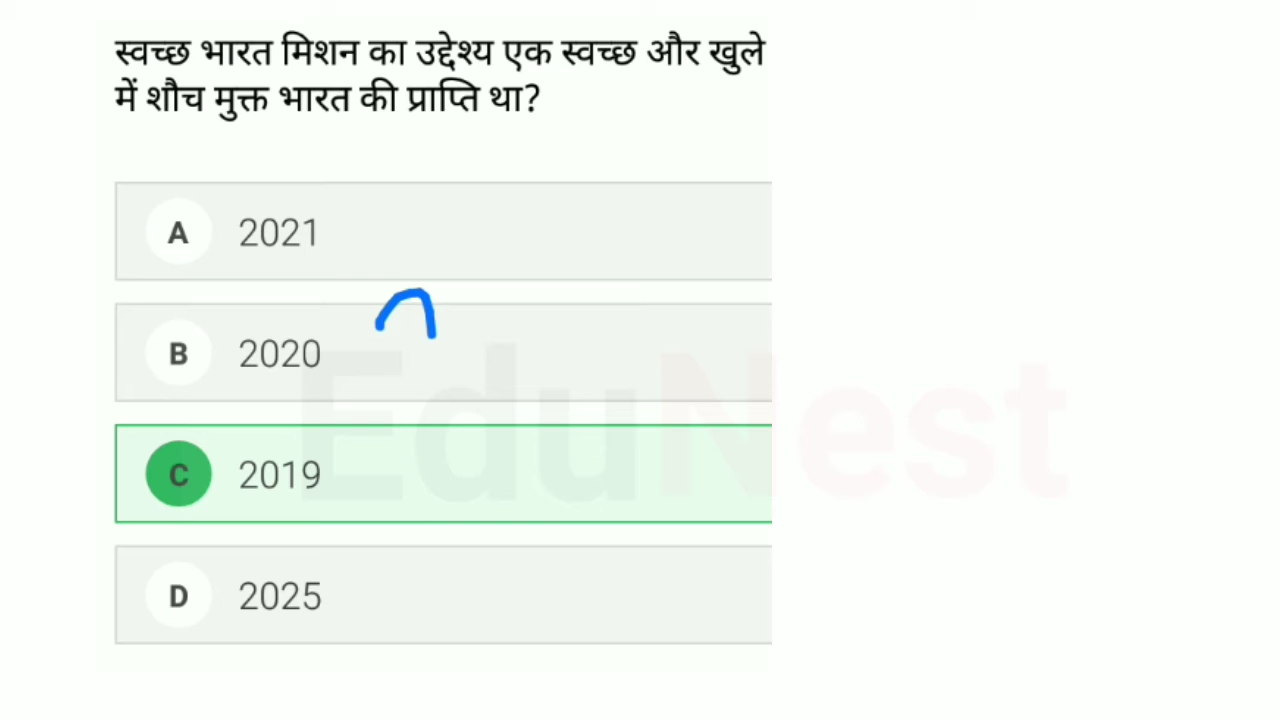 स्वच्छ भारत मिशन का उद्देश्य एक स्वच्छ और खुले
में शौच मुक्त भारत की प्राप्ति था?
A 2021
B 2020
C 2019
D 2025
EduNest